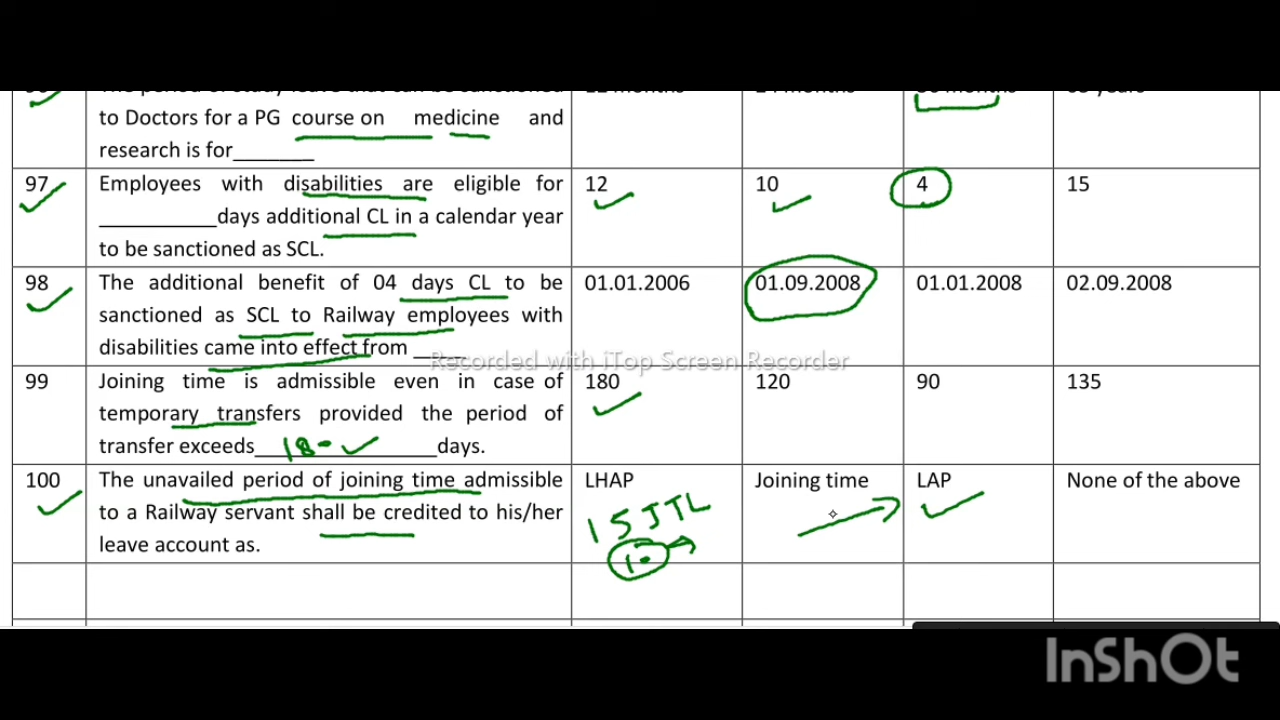 to Doctors for a PG course on medicine and
research is for_______
97 Employees with disabilities are eligible for 12 10 4 15
___________days additional CL in a calendar year
to be sanctioned as SCL.
98 The additional benefit of 04 days CL to be 01.01.2006 01.09.2008 01.01.2008 02.09.2008
sanctioned as SCL to Railway employees with
disabilities came into effect from _____
Recorded with iTop Screen Recorder
99 Joining time is admissible even in case of 180 120 90 135
temporary transfers provided the period of
transfer exceeds_________________days.
180
100 The unavailed period of joining time admissible LHAP Joining time LAP None of the above
to a Railway servant shall be credited to his/her
15 JTL
leave account as.
10
InShOt